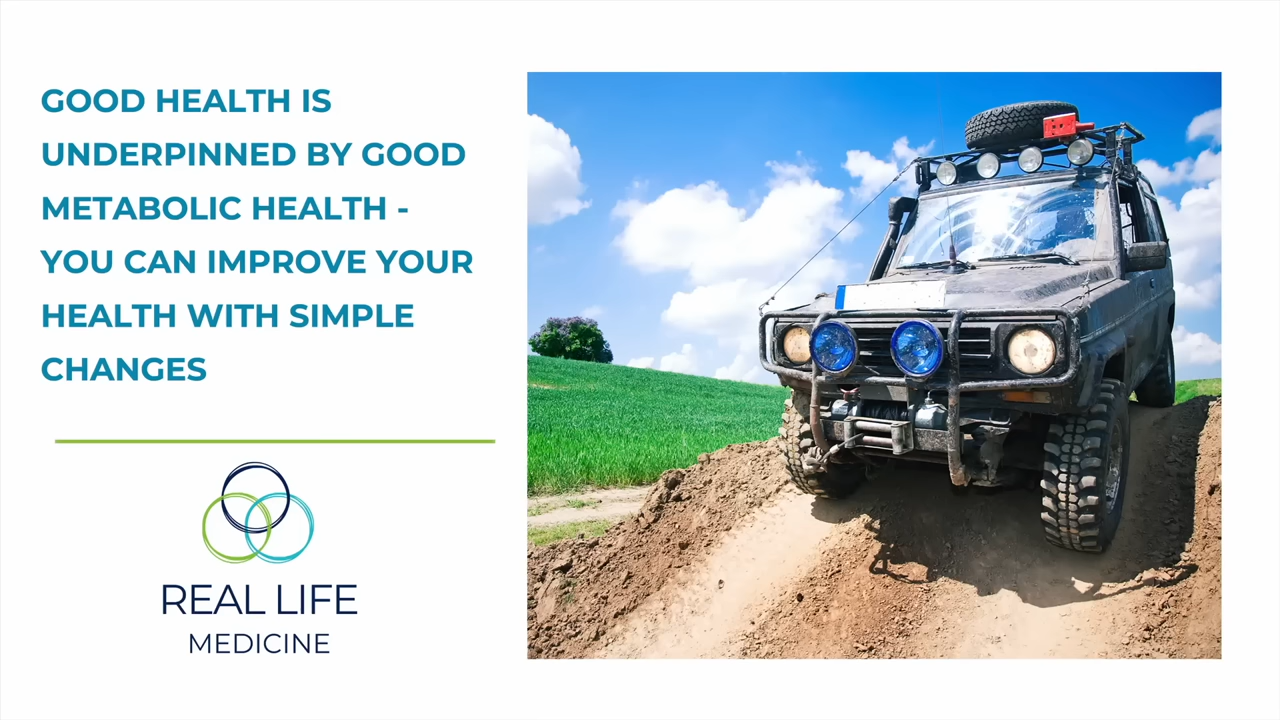 GOOD HEALTH IS
UNDERPINNED BY GOOD
METABOLIC HEALTH -
YOU CAN IMPROVE YOUR
HEALTH WITH SIMPLE
CHANGES
REAL LIFE
MEDICINE